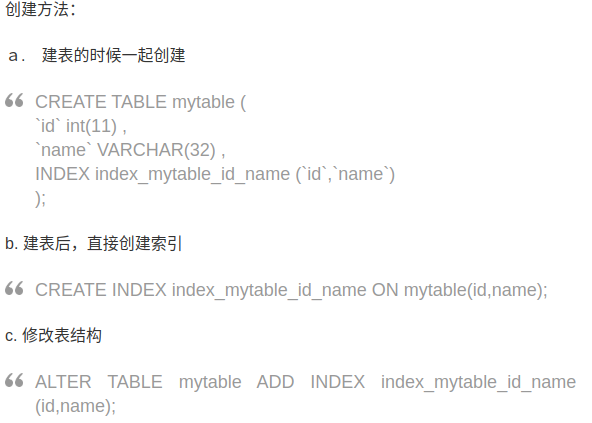 创建方法：
a. 建表的时候一起创建
CREATE TABLE mytable (
`id` int(11) ,
`name` VARCHAR(32) ,
INDEX index_mytable_id_name (`id`,`name`)
);
b. 建表后，直接创建索引
CREATE INDEX index_mytable_id_name ON mytable(id,name);
c. 修改表结构
ALTER TABLE mytable ADD INDEX index_mytable_id_name
(id,name);